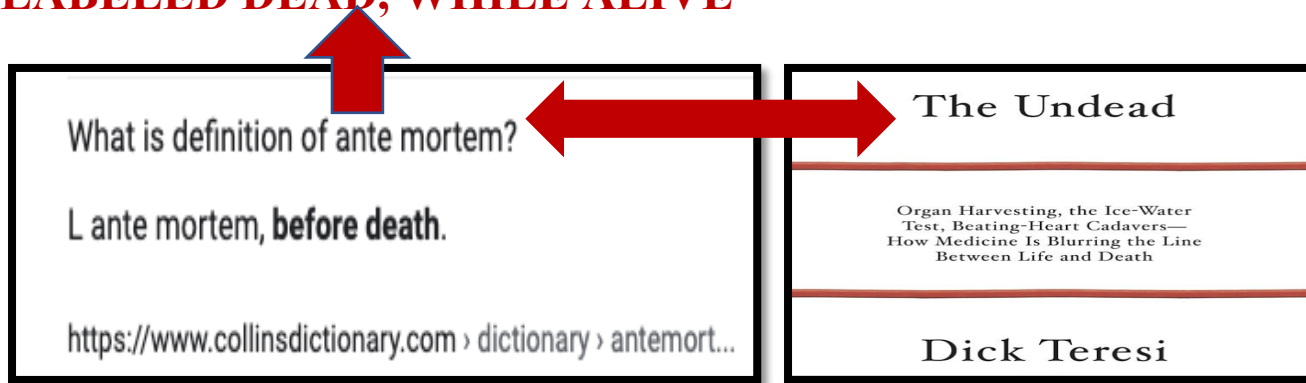 LABELED DEAD, WHILE ALIVE
What is definition of ante mortem?
L ante mortem, before death.
https://www.collinsdictionary.com › dictionary › antemort...
The Undead
Organ Harvesting, the Ice-Water
Test, Beating-Heart Cadavers—
How Medicine Is Blurring the Line
Between Life and Death
Dick Teresi